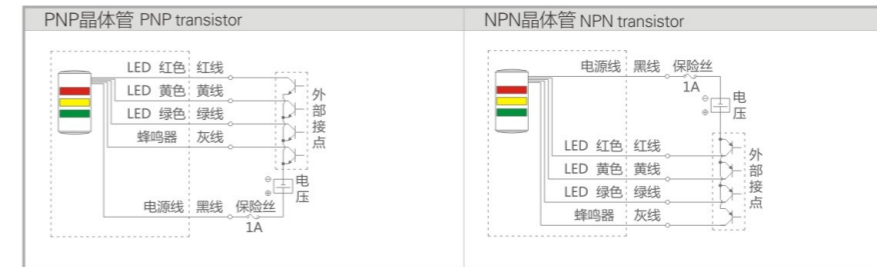 PNP晶体管 PNP transistor
LED 红色 红线
LED 黄色 黄线
LED 绿色 绿线
蜂鸣器 灰线
外部接点
电压
电源线 黑线 保险丝
1A
NPN晶体管 NPN transistor
电源线 黑线 保险丝
1A
电压
LED 红色 红线
LED 黄色 黄线
LED 绿色 绿线
蜂鸣器 灰线
外部接点